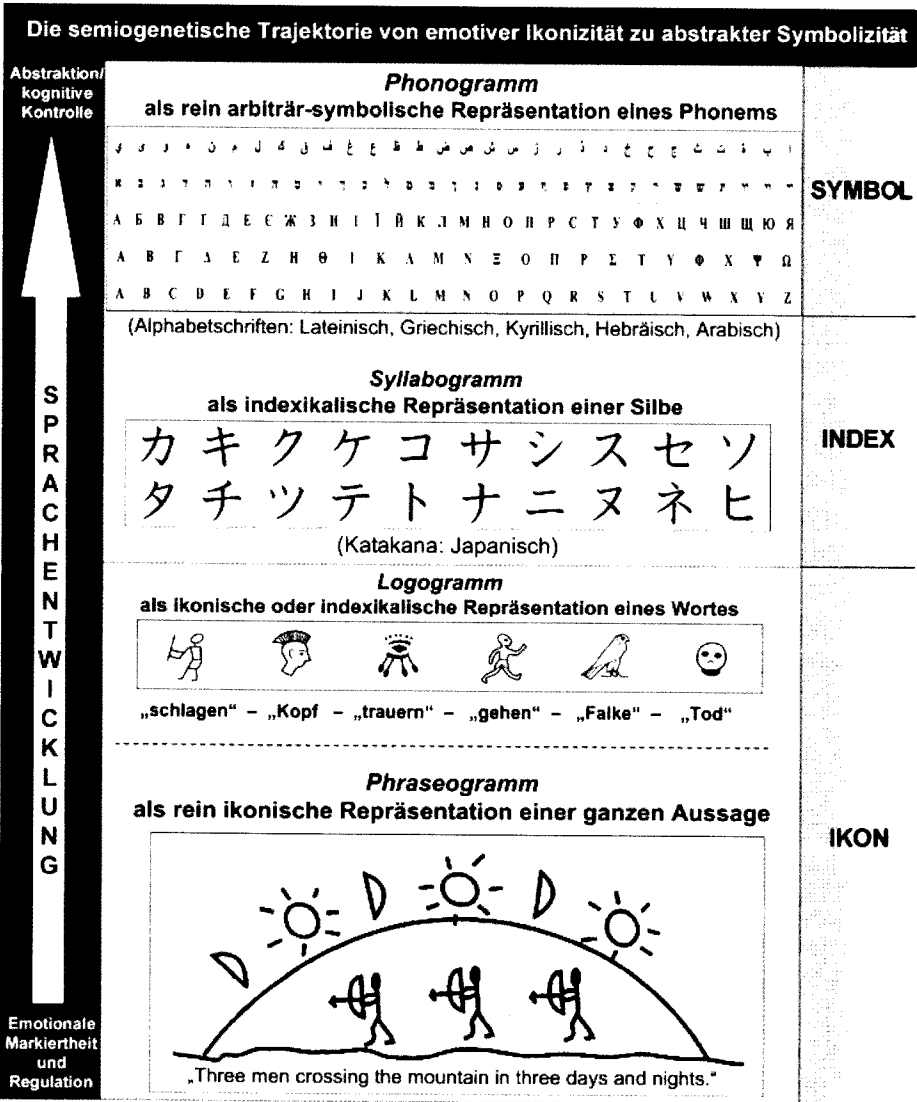 Die semiogenetische Trajektorie von emotiver Ikonizität zu abstrakter Symbolizität
Abstraktion/
kognitive
Kontrolle
SPRACHENTWICKLUNG
Emotionale
Markiertheit
und
Regulation
Phonogramm
als rein arbiträr-symbolische Repräsentation eines Phonems
ا ب ة ت ث ج ح خ د ذ ر ز س ش ص ض ط ظ ع غ ف ق ك ل م ن ه
А Б В Г Ґ Д Е Є Ж З И І Ї Й К Л М Н О П Р С Т У Ф Х Ц Ч Ш Щ Ю Я
Α Β Γ Δ Ε Ζ Η Θ Ι Κ Λ Μ Ν Ξ Ο Π Ρ Σ Τ Υ Φ Χ Ψ Ω
A B C D E F G H I J K L M N O P Q R S T U V W X Y Z
(Alphabetschriften: Lateinisch, Griechisch, Kyrillisch, Hebräisch, Arabisch)
SYMBOL
Syllabogramm
als indexikalische Repräsentation einer Silbe
カ キ ク ケ コ サ シ ス セ ソ
タ チ ツ テ ト ナ ニ ヌ ネ ヒ
(Katakana: Japanisch)
INDEX
Logogramm
als ikonische oder indexikalische Repräsentation eines Wortes
„schlagen“ – „Kopf – „trauern“ – „gehen“ – „Falke“ – „Tod“
Phraseogramm
als rein ikonische Repräsentation einer ganzen Aussage
„Three men crossing the mountain in three days and nights.“
IKON